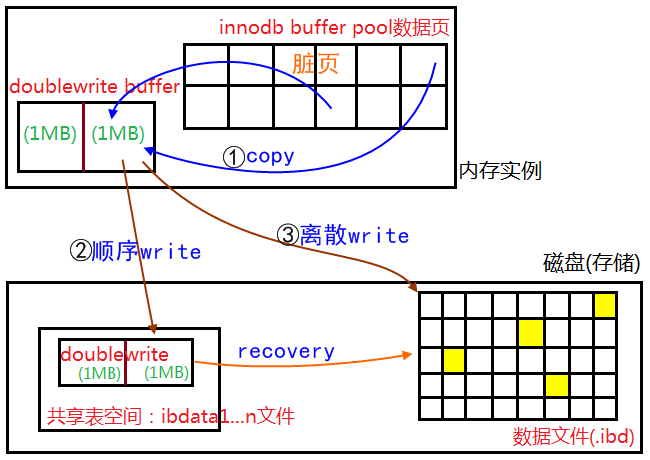 innodb buffer pool数据页
脏页
doublewrite buffer
(1MB)
(1MB)
①copy
内存实例
②顺序write
③离散write
磁盘(存储)
doublewrite
(1MB)
(1MB)
recovery
共享表空间：ibdata1...n文件
数据文件(.ibd)